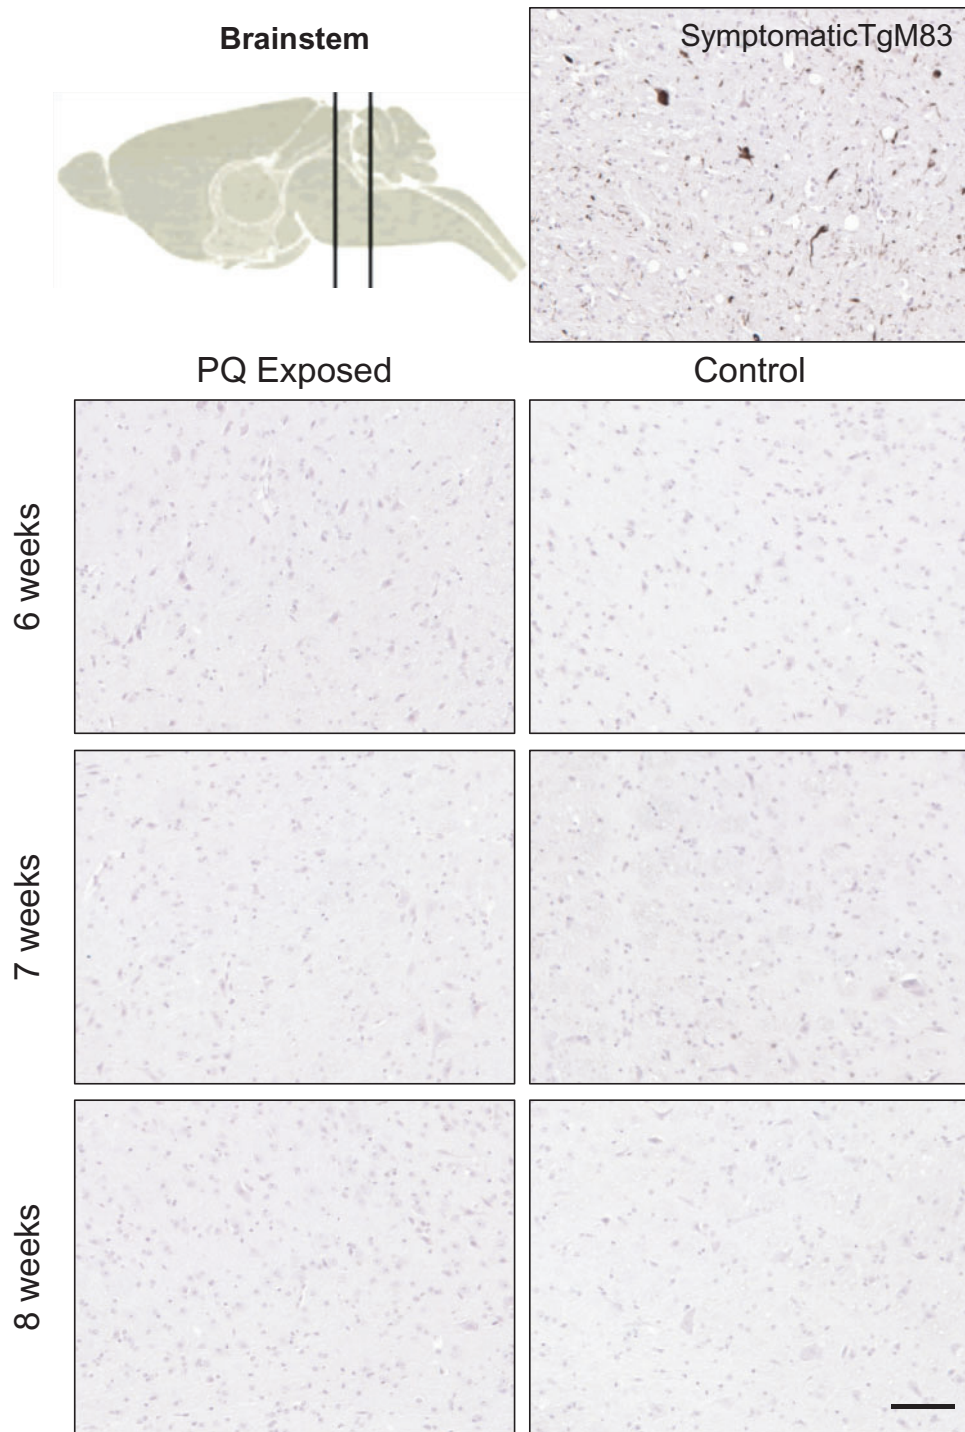 Brainstem
SymptomaticTgM83
PQ Exposed
Control
6 weeks
7 weeks
8 weeks